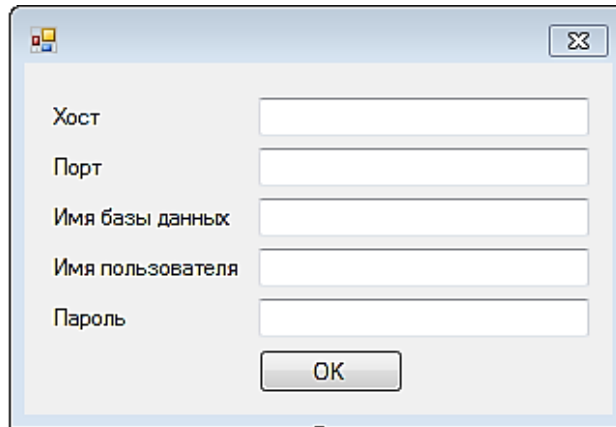 Хост
Порт
Имя базы данных
Имя пользователя
Пароль
OK